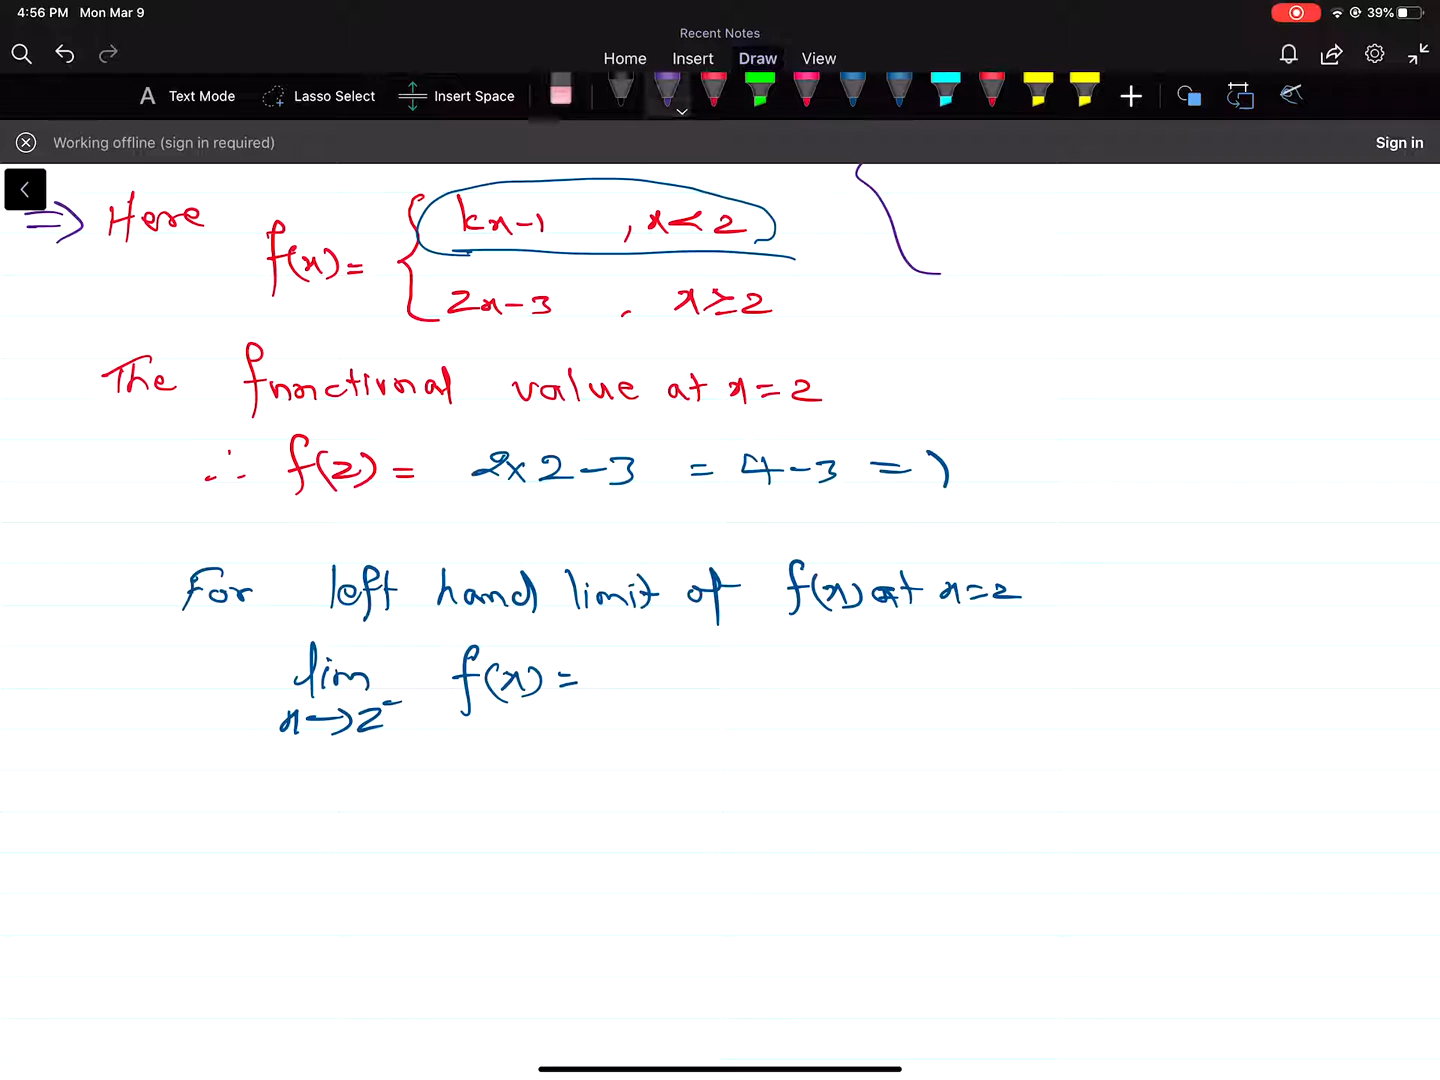 4:56 PM Mon Mar 9
39%
Recent Notes
Home Insert Draw View
A Text Mode Lasso Select Insert Space
Working offline (sign in required)
Sign in
⇒ Here f(x) = { kx-1 , x<2
2x-3 , x≥2
The functional value at x=2
∴ f(2) = 2×2-3 = 4-3 = 1
For left hand limit of f(x) at x=2
lim f(x) =
x→2⁻